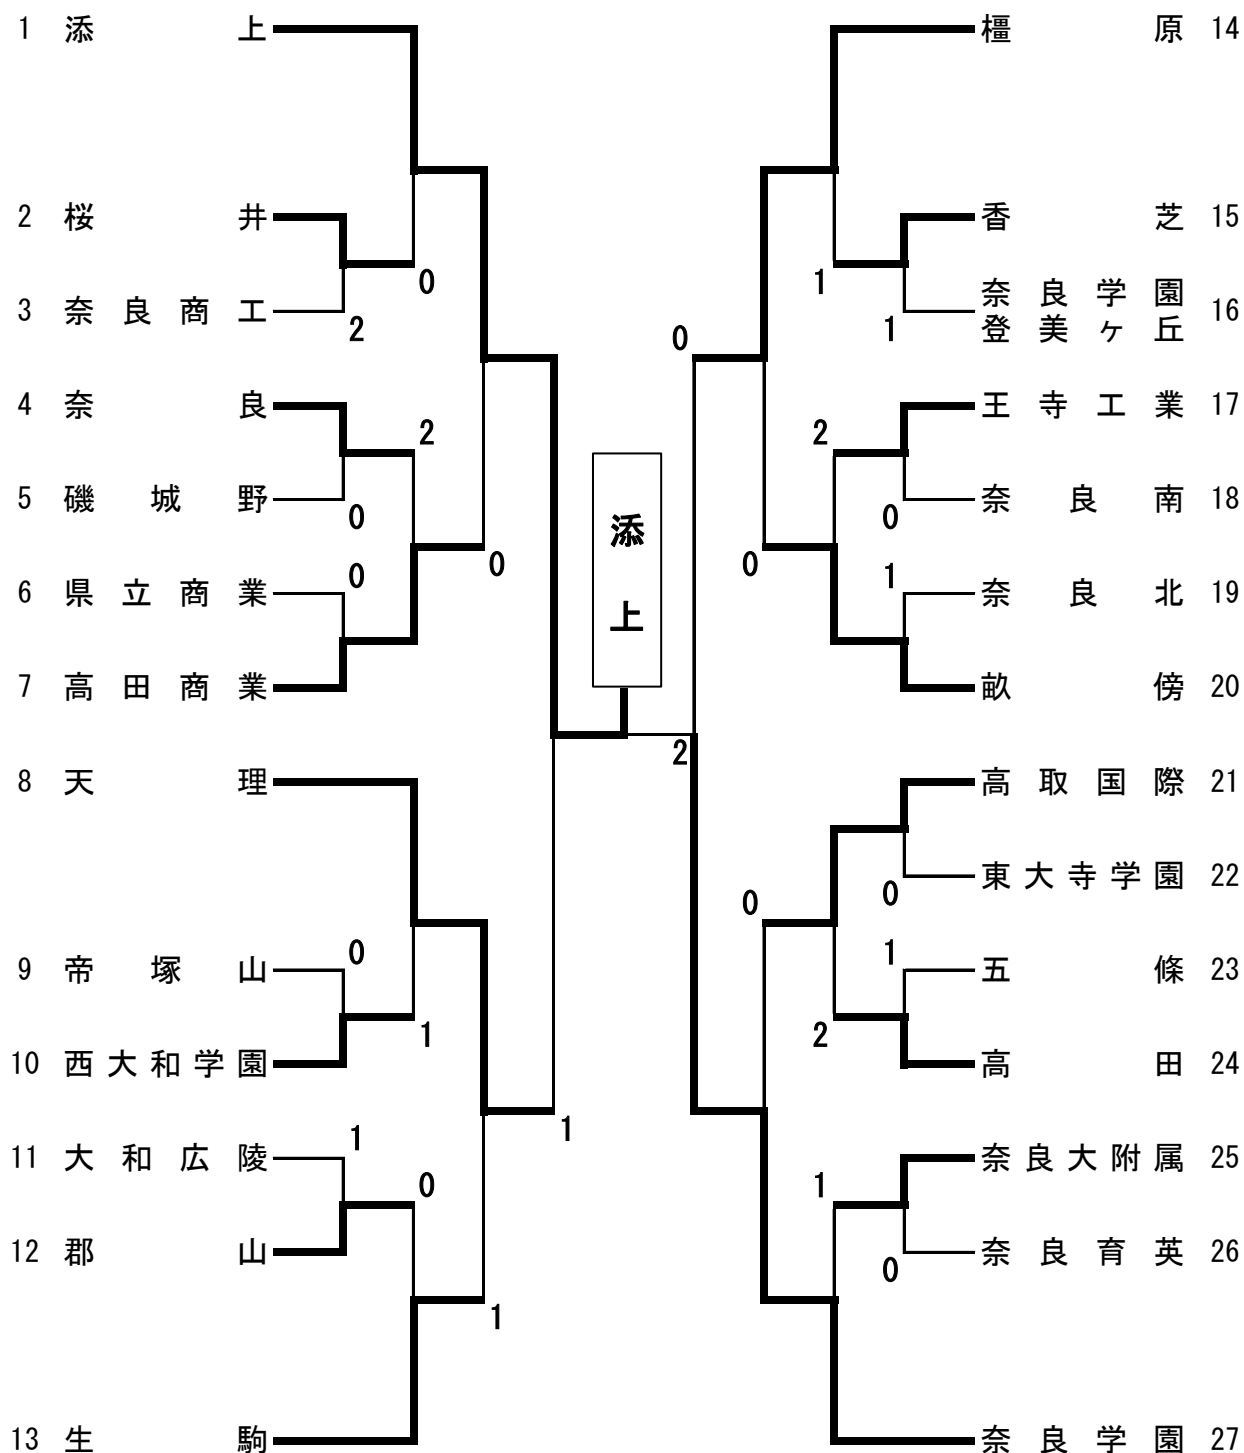 1 添上
橿原 14
2 桜井
香芝 15
0
1
3 奈良商工
奈良学園
登美ヶ丘 16
2
1
0
4 奈良
王寺工業 17
2
2
5 磯城野
奈良南 18
0
0
添上
0
0
6 県立商業
奈良北 19
0
1
7 高田商業
畝傍 20
2
8 天理
高取国際 21
東大寺学園 22
0
0
9 帝塚山
五條 23
0
1
10 西大和学園
高田 24
1
2
11 大和広陵
奈良大附属 25
1
1
0
1
12 郡山
奈良育英 26
0
1
13 生駒
奈良学園 27